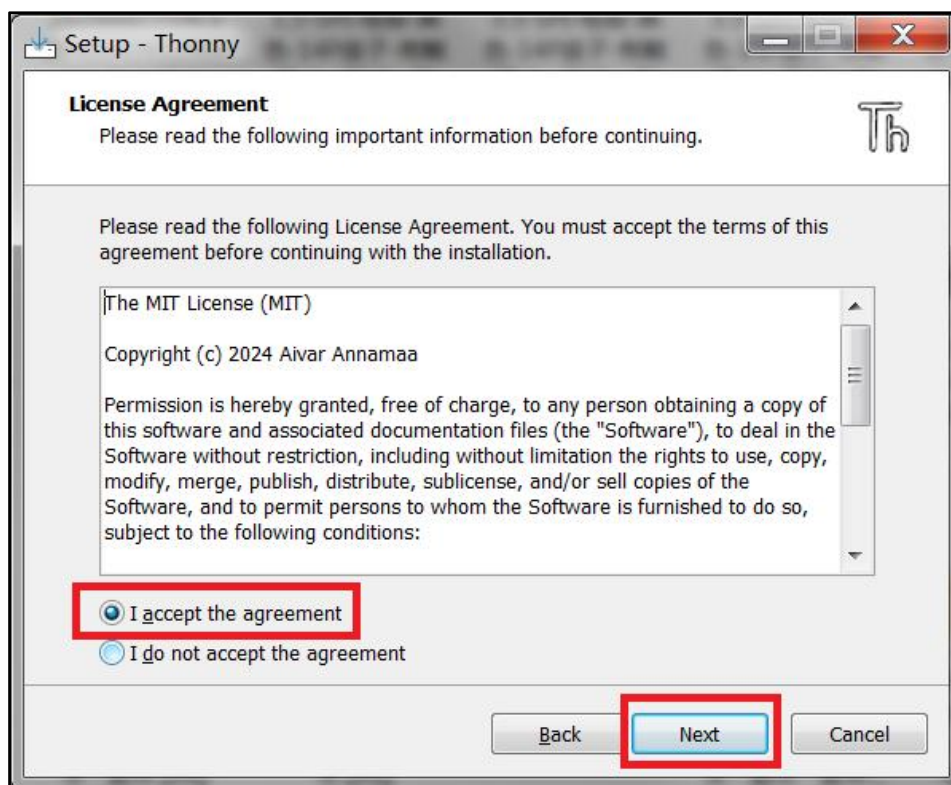 Setup - Thonny
License Agreement
Please read the following important information before continuing.
Th
Please read the following License Agreement. You must accept the terms of this
agreement before continuing with the installation.
The MIT License (MIT)
Copyright (c) 2024 Aivar Annamaa
Permission is hereby granted, free of charge, to any person obtaining a copy of
this software and associated documentation files (the "Software"), to deal in the
Software without restriction, including without limitation the rights to use, copy,
modify, merge, publish, distribute, sublicense, and/or sell copies of the
Software, and to permit persons to whom the Software is furnished to do so,
subject to the following conditions:
I accept the agreement
I do not accept the agreement
Back
Next
Cancel